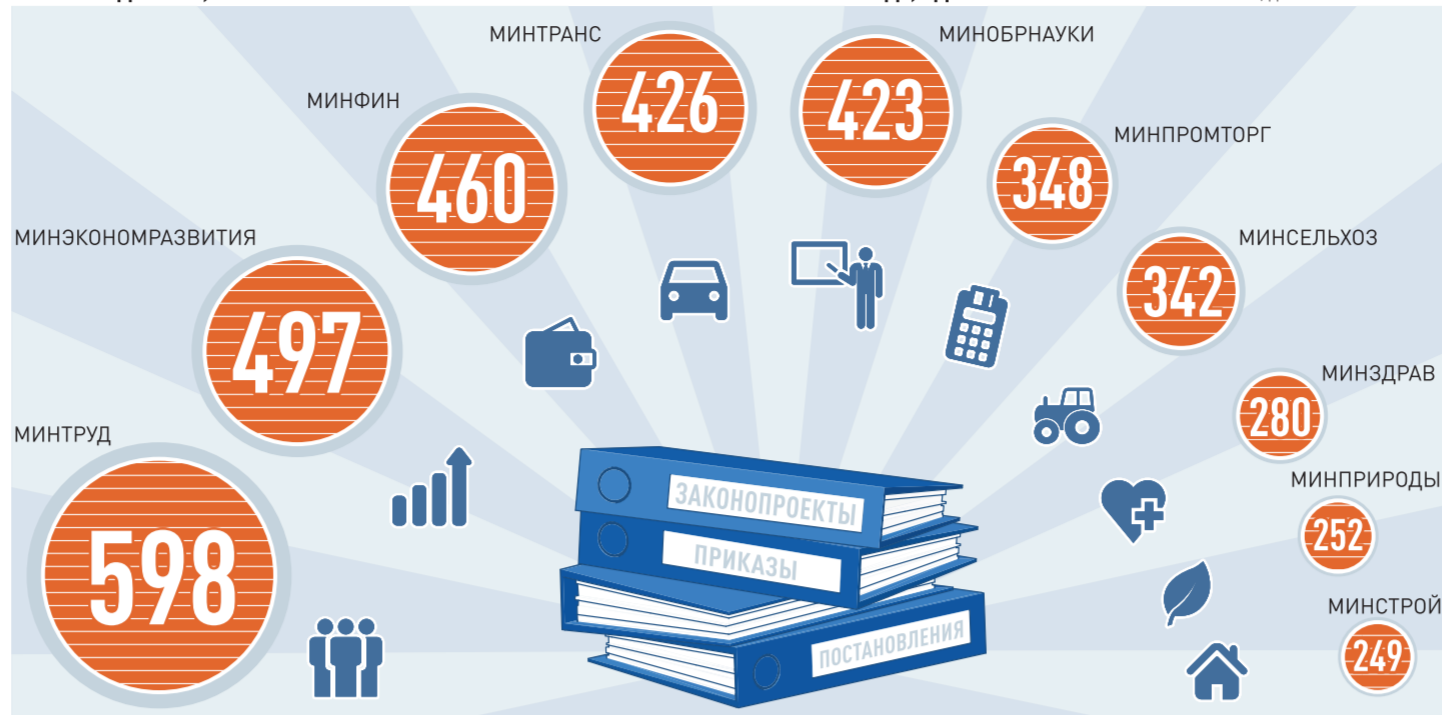 МИНТРУД
598
МИНЭКОНОМРАЗВИТИЯ
497
МИНФИН
460
МИНТРАНС
426
МИНОБРНАУКИ
423
МИНПРОМТОРГ
348
МИНСЕЛЬХОЗ
342
МИНЗДРАВ
280
МИНПРИРОДЫ
252
МИНСТРОЙ
249
ЗАКОНОПРОЕКТЫ
ПРИКАЗЫ
ПОСТАНОВЛЕНИЯ